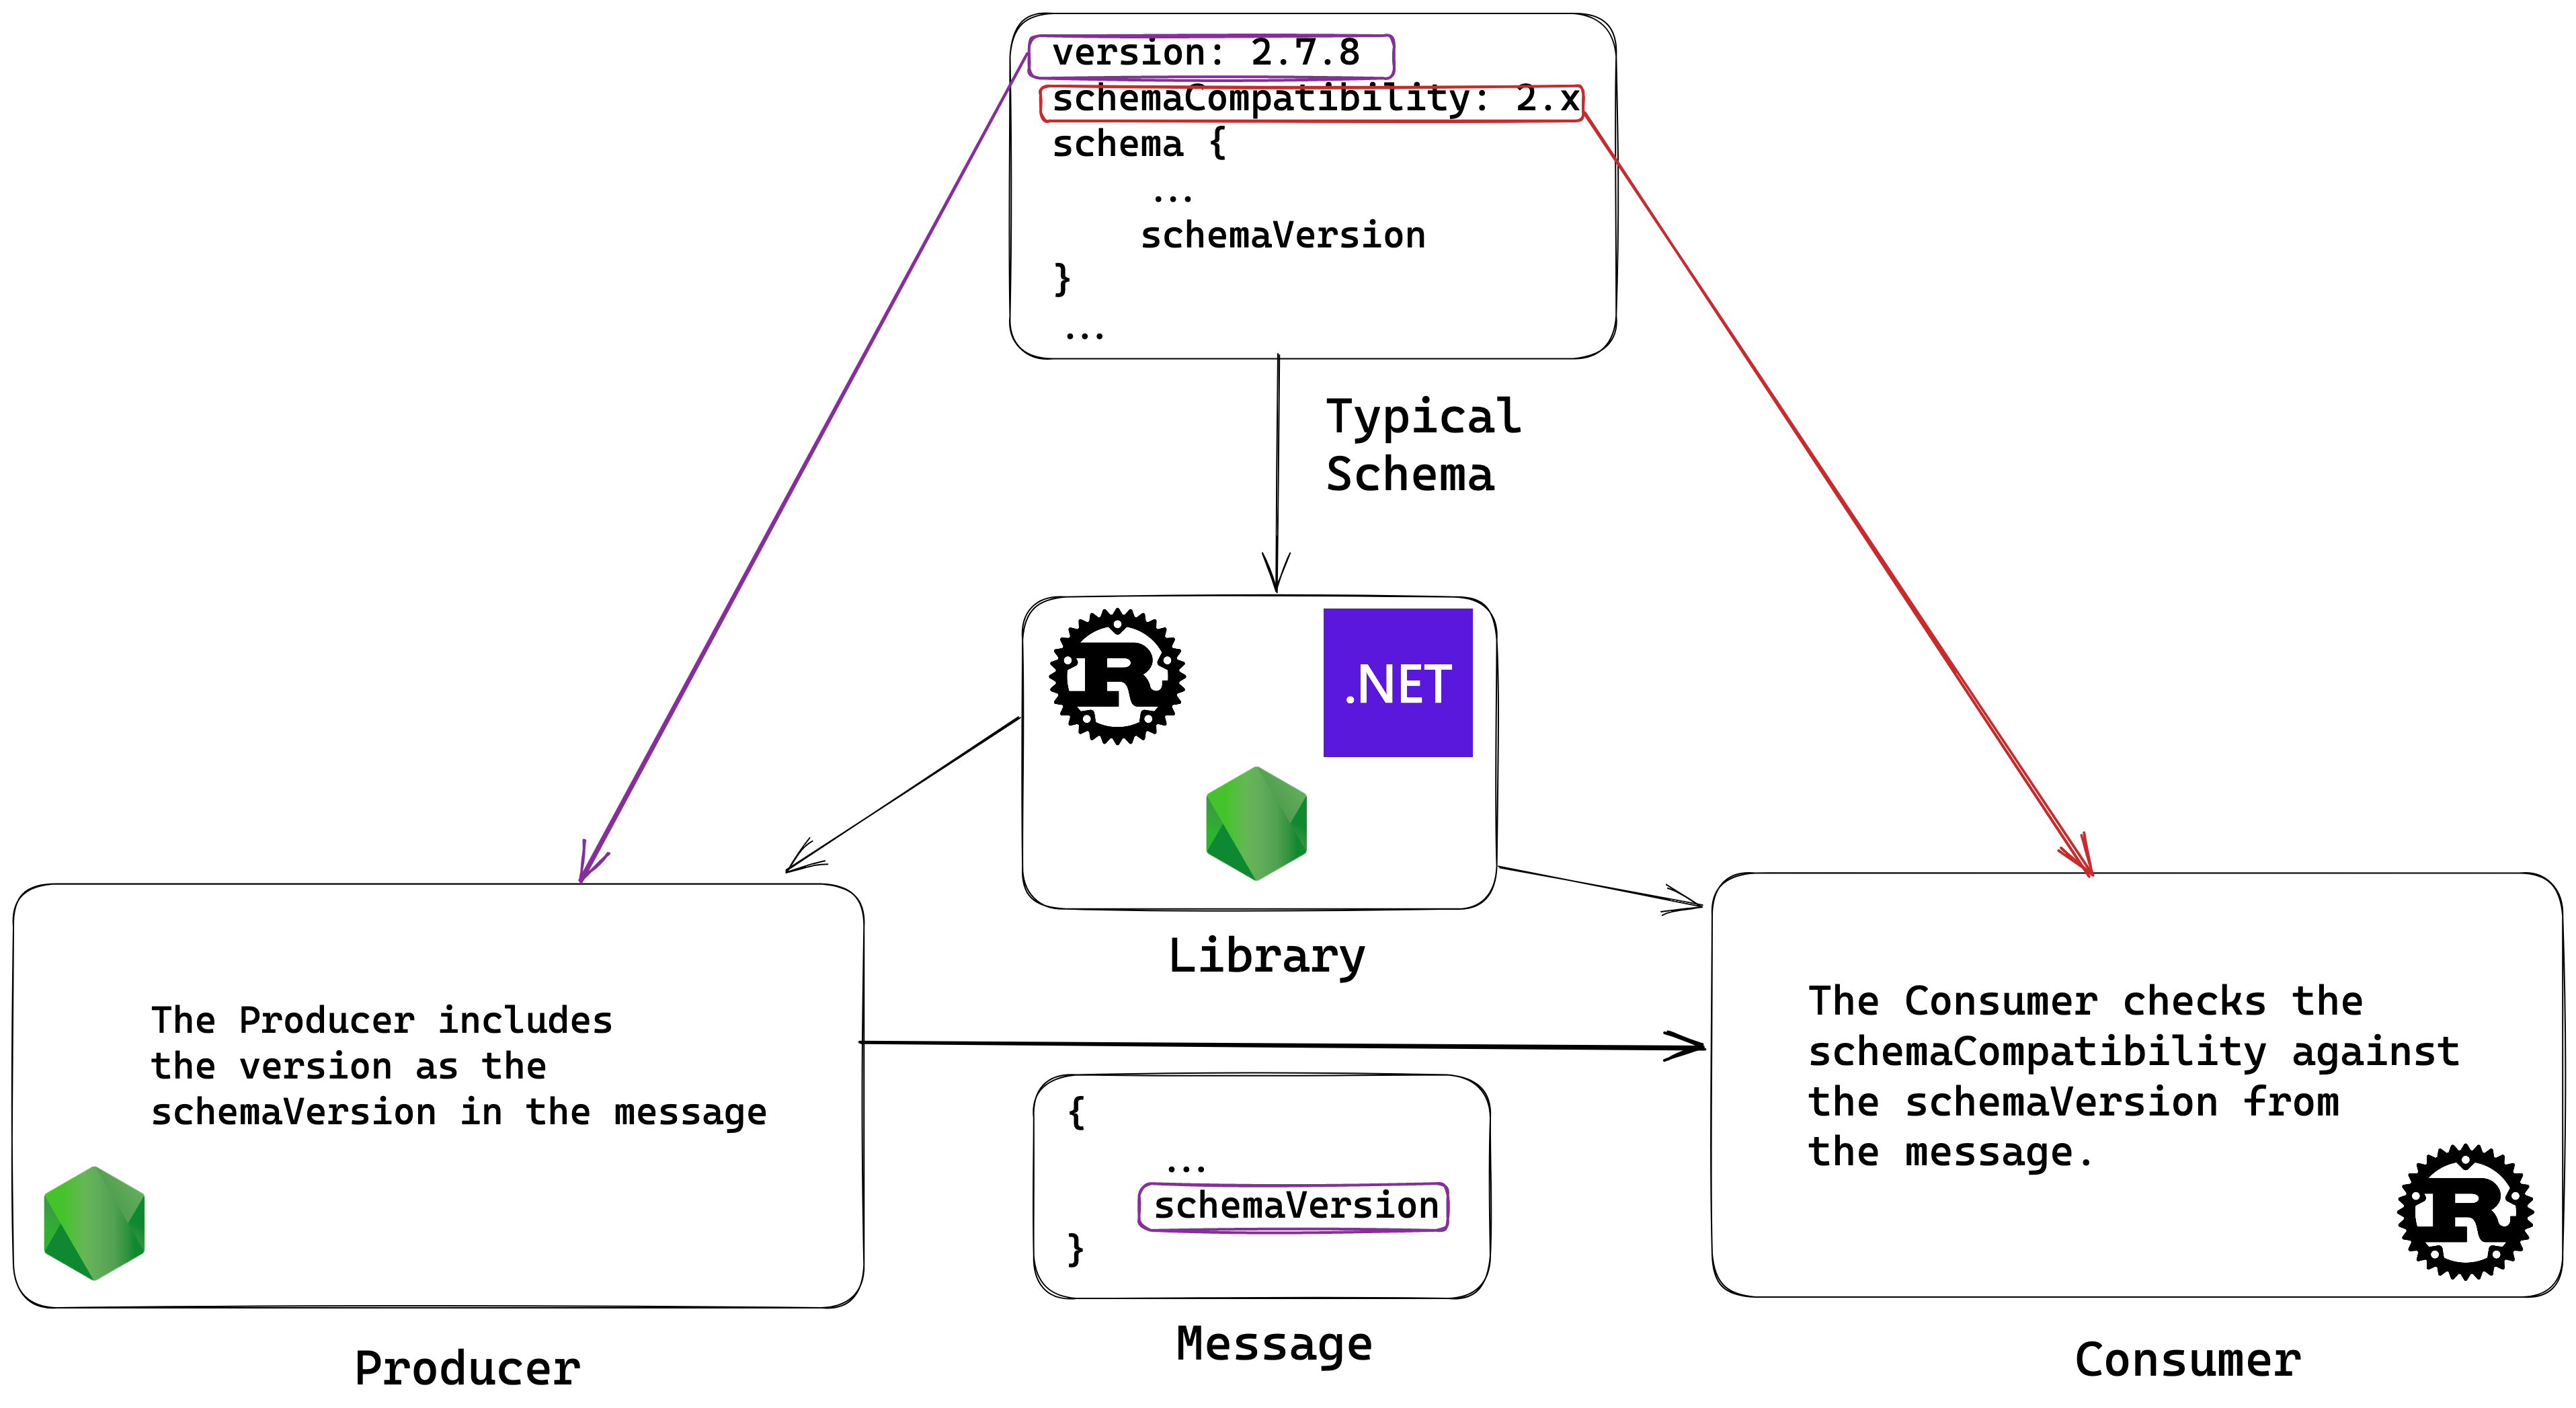 version: 2.7.8
schemaCompatibility: 2.x
schema {
...
schemaVersion
}
...
Typical
Schema
R
.NET
Library
The Producer includes
the version as the
schemaVersion in the message
Producer
{
...
schemaVersion
}
Message
The Consumer checks the
schemaCompatibility against
the schemaVersion from
the message.
R
Consumer